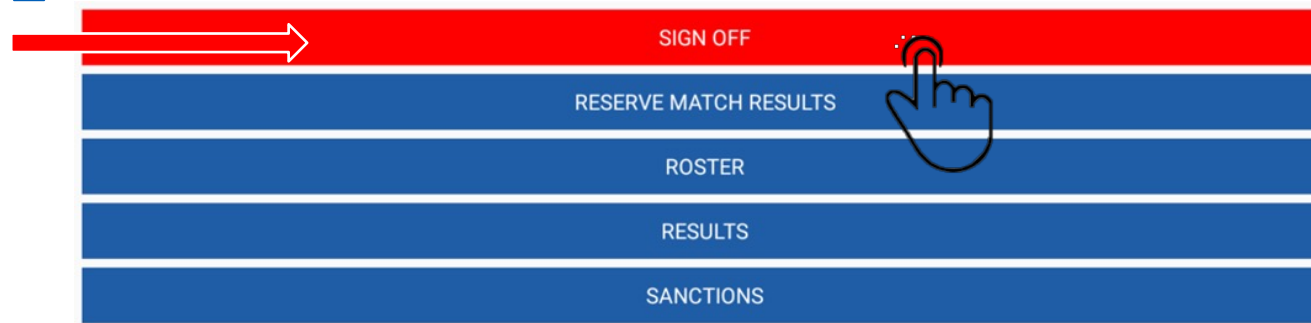 SIGN OFF
RESERVE MATCH RESULTS
ROSTER
RESULTS
SANCTIONS